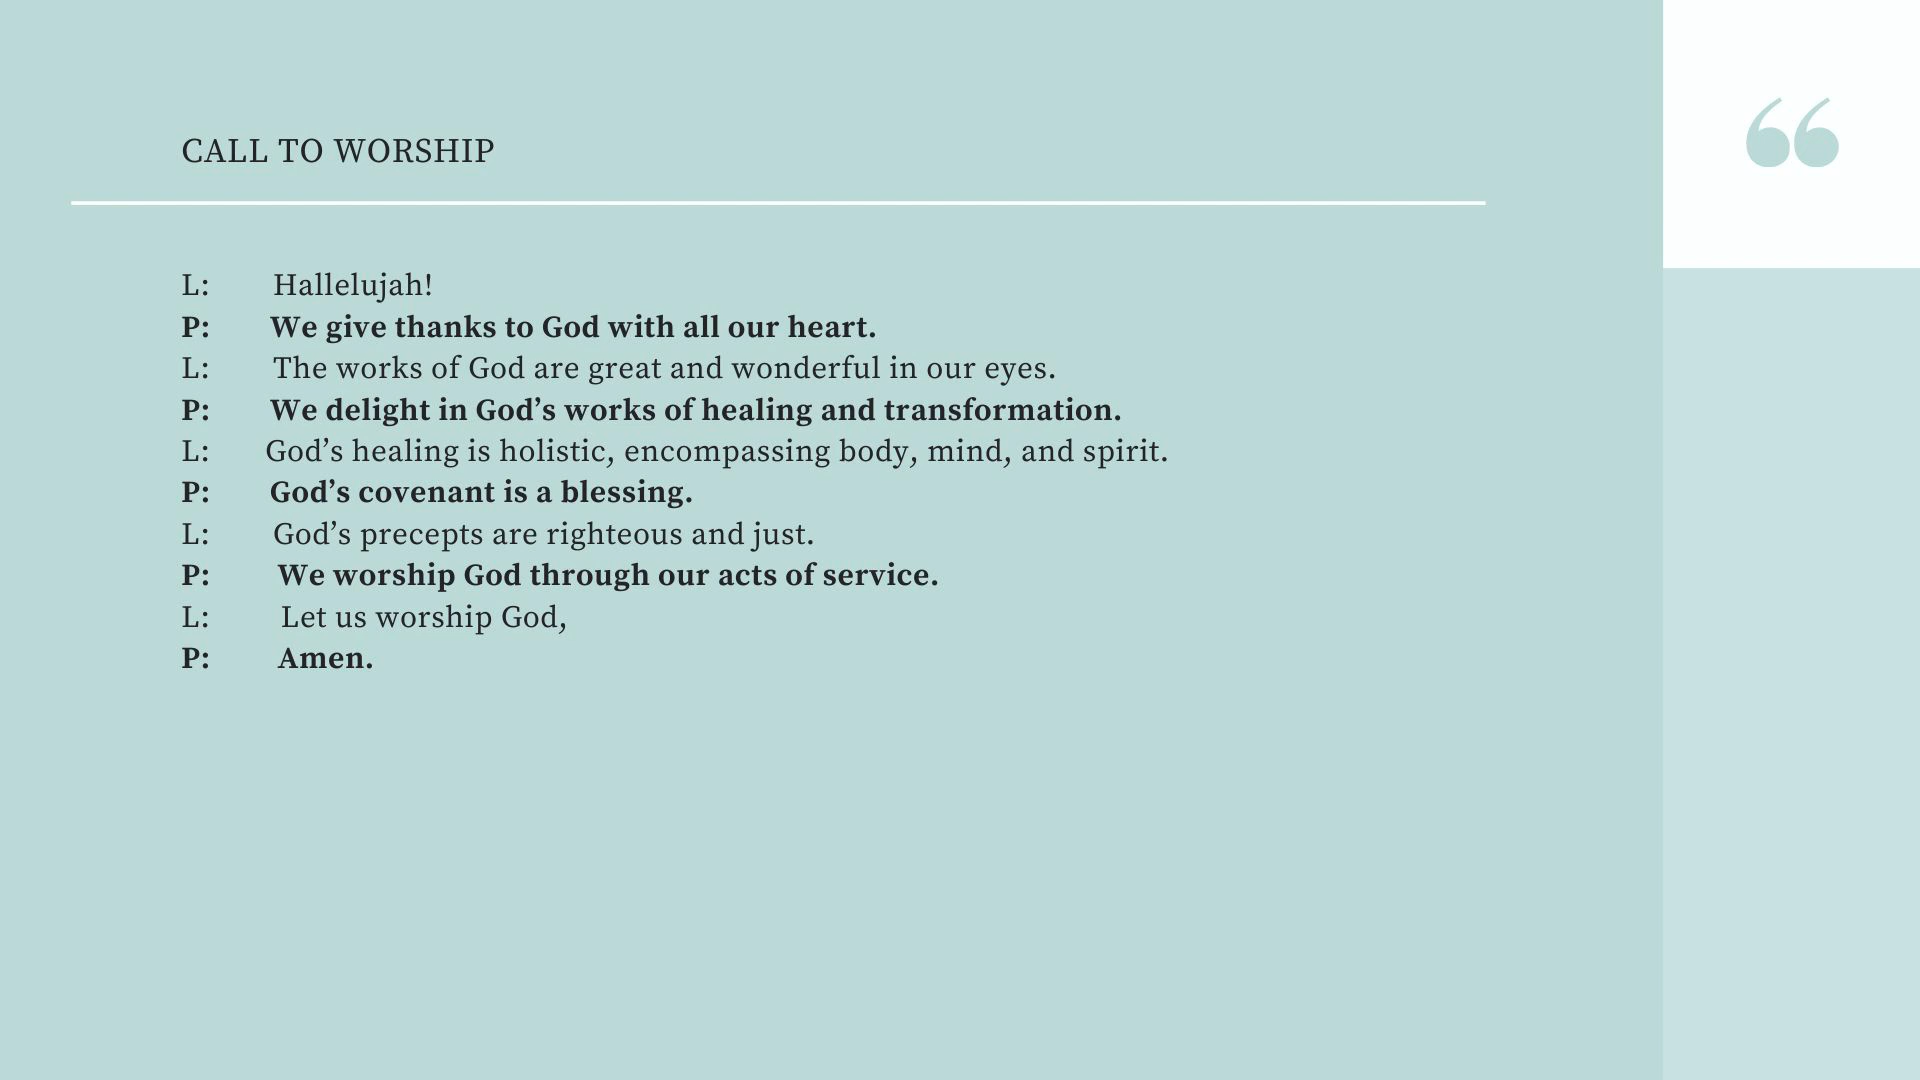 CALL TO WORSHIP
“
L: Hallelujah!
P: We give thanks to God with all our heart.
L: The works of God are great and wonderful in our eyes.
P: We delight in God’s works of healing and transformation.
L: God’s healing is holistic, encompassing body, mind, and spirit.
P: God’s covenant is a blessing.
L: God’s precepts are righteous and just.
P: We worship God through our acts of service.
L: Let us worship God,
P: Amen.